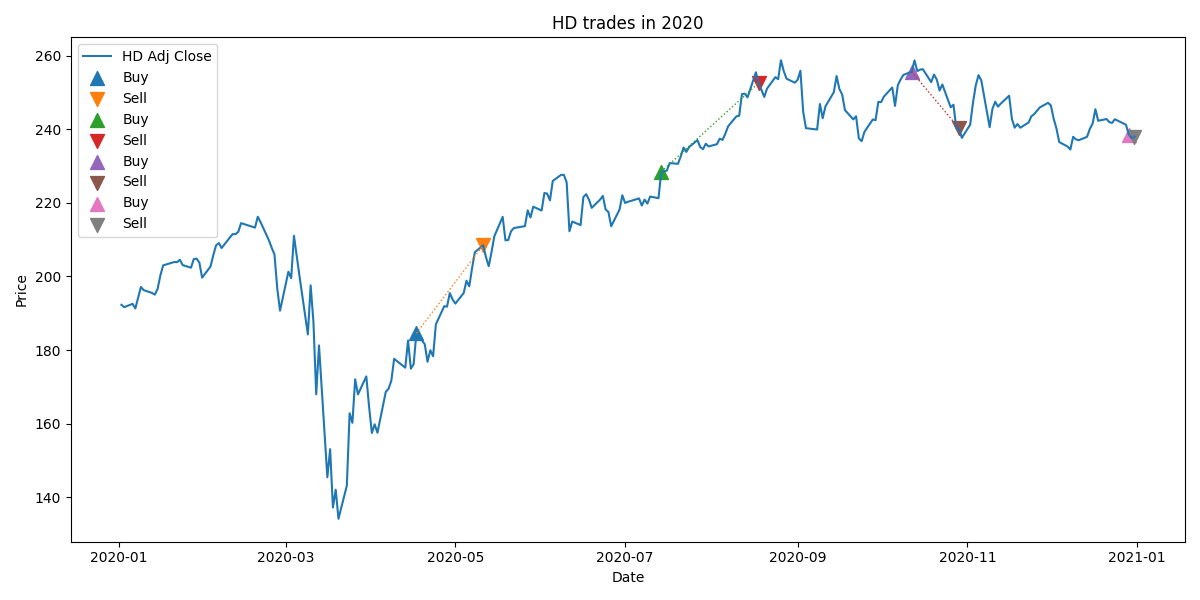 HD trades in 2020
HD Adj Close
Buy
Sell
Buy
Sell
Buy
Sell
Buy
Sell
260
240
220
200
180
160
140
Price
2020-01
2020-03
2020-05
2020-07
2020-09
2020-11
2021-01
Date